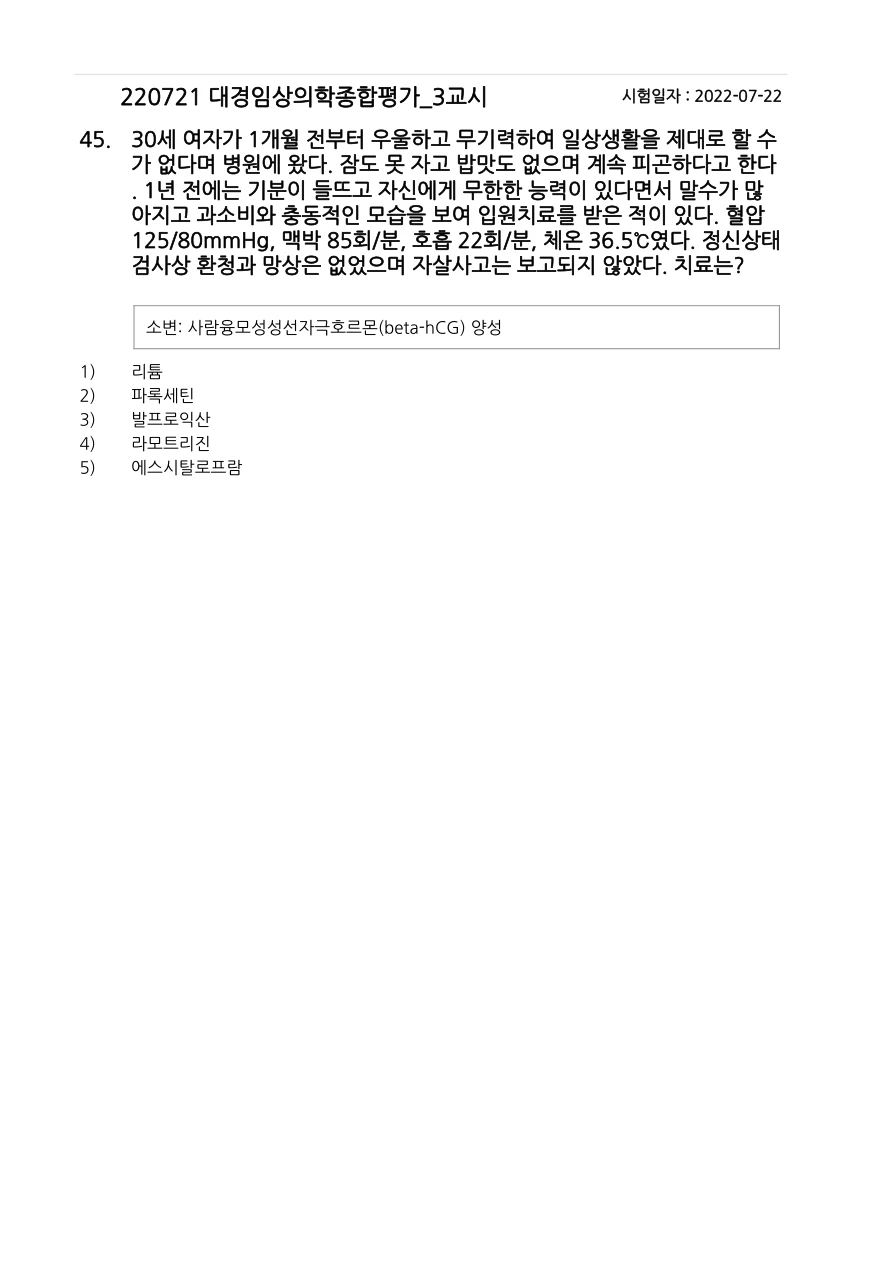 220721 대경임상의학종합평가_3교시 시험일자 : 2022-07-22
45. 30세 여자가 1개월 전부터 우울하고 무기력하여 일상생활을 제대로 할 수
가 없다며 병원에 왔다. 잠도 못 자고 밥맛도 없으며 계속 피곤하다고 한다
. 1년 전에는 기분이 들뜨고 자신에게 무한한 능력이 있다면서 말수가 많
아지고 과소비와 충동적인 모습을 보여 입원치료를 받은 적이 있다. 혈압
125/80mmHg, 맥박 85회/분, 호흡 22회/분, 체온 36.5℃였다. 정신상태
검사상 환청과 망상은 없었으며 자살사고는 보고되지 않았다. 치료는?
소변: 사람융모성성선자극호르몬(beta-hCG) 양성
1) 리튬
2) 파록세틴
3) 발프로익산
4) 라모트리진
5) 에스시탈로프람